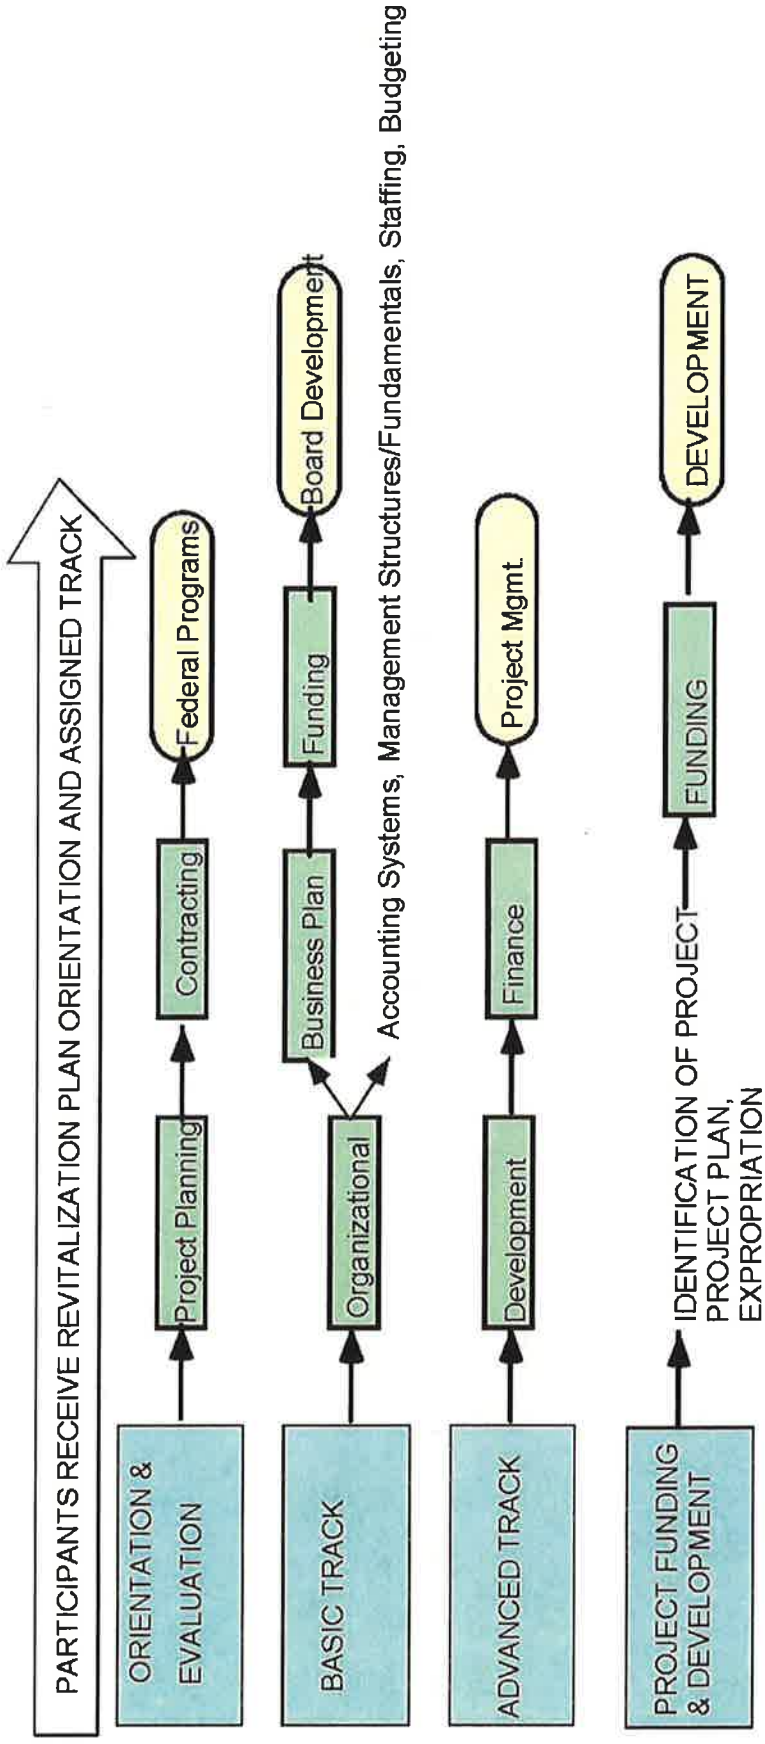 PARTICIPANTS RECEIVE REVITALIZATION PLAN ORIENTATION AND ASSIGNED TRACK
ORIENTATION &
EVALUATION
Project Planning
Contracting
Federal Programs
BASIC TRACK
Organizational
Business Plan
Funding
Board Development
Accounting Systems, Management Structures/Fundamentals, Staffing, Budgeting
ADVANCED TRACK
Development
Finance
Project Mgmt.
PROJECT FUNDING
& DEVELOPMENT
IDENTIFICATION OF PROJECT
PROJECT PLAN,
EXPROPRIATION
FUNDING
DEVELOPMENT